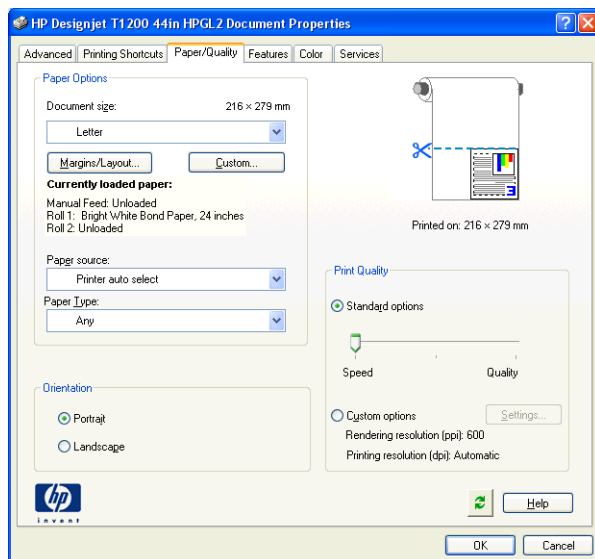 HP Designjet T1200 44in HPGL2 Document Properties
Advanced Printing Shortcuts Paper/Quality Features Color Services
Paper Options
Document size: 216 × 279 mm
Letter
Margins/Layout... Custom...
Currently loaded paper:
Manual Feed: Unloaded
Roll 1: Bright White Bond Paper, 24 inches
Roll 2: Unloaded
Paper source:
Printer auto select
Paper Type:
Any
Orientation
Portrait
Landscape
3
Printed on: 216 × 279 mm
Print Quality
Standard options
Speed Quality
Custom options Settings...
Rendering resolution (ppi): 600
Printing resolution (dpi): Automatic
hp
invent
Help
OK Cancel